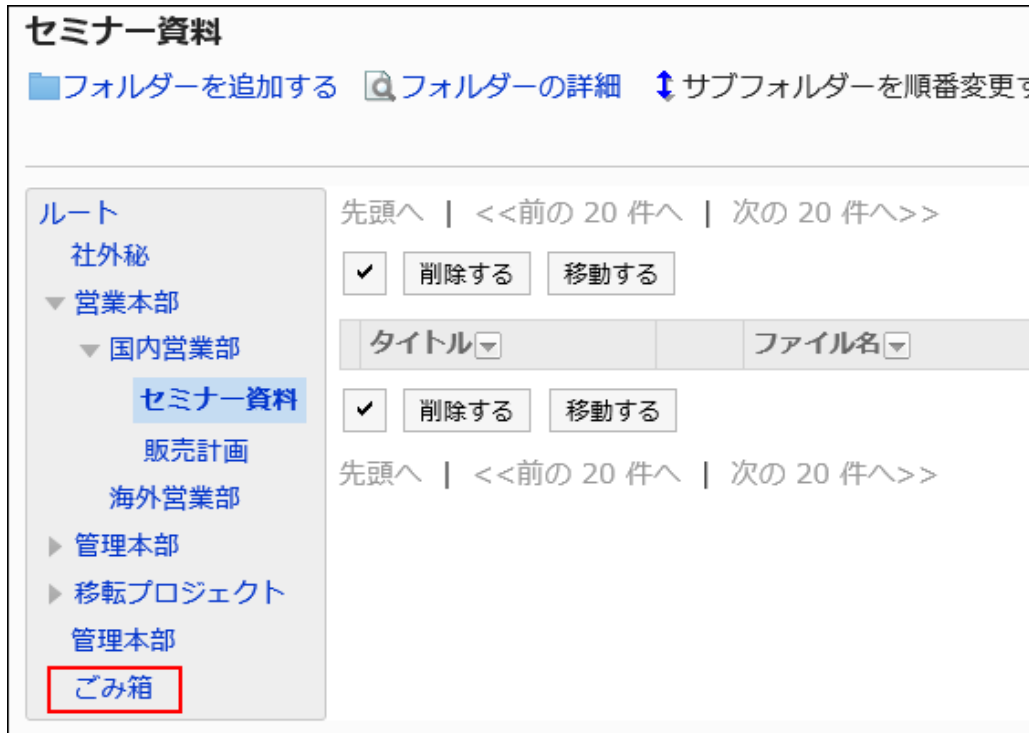 セミナー資料
フォルダーを追加する フォルダーの詳細 サブフォルダーを順番変更す
ルート
社外秘
営業本部
国内営業部
セミナー資料
販売計画
海外営業部
管理本部
移転プロジェクト
管理本部
ごみ箱
先頭へ | <<前の 20 件へ | 次の 20 件へ>>
削除する 移動する
タイトル ファイル名
削除する 移動する
先頭へ | <<前の 20 件へ | 次の 20 件へ>>